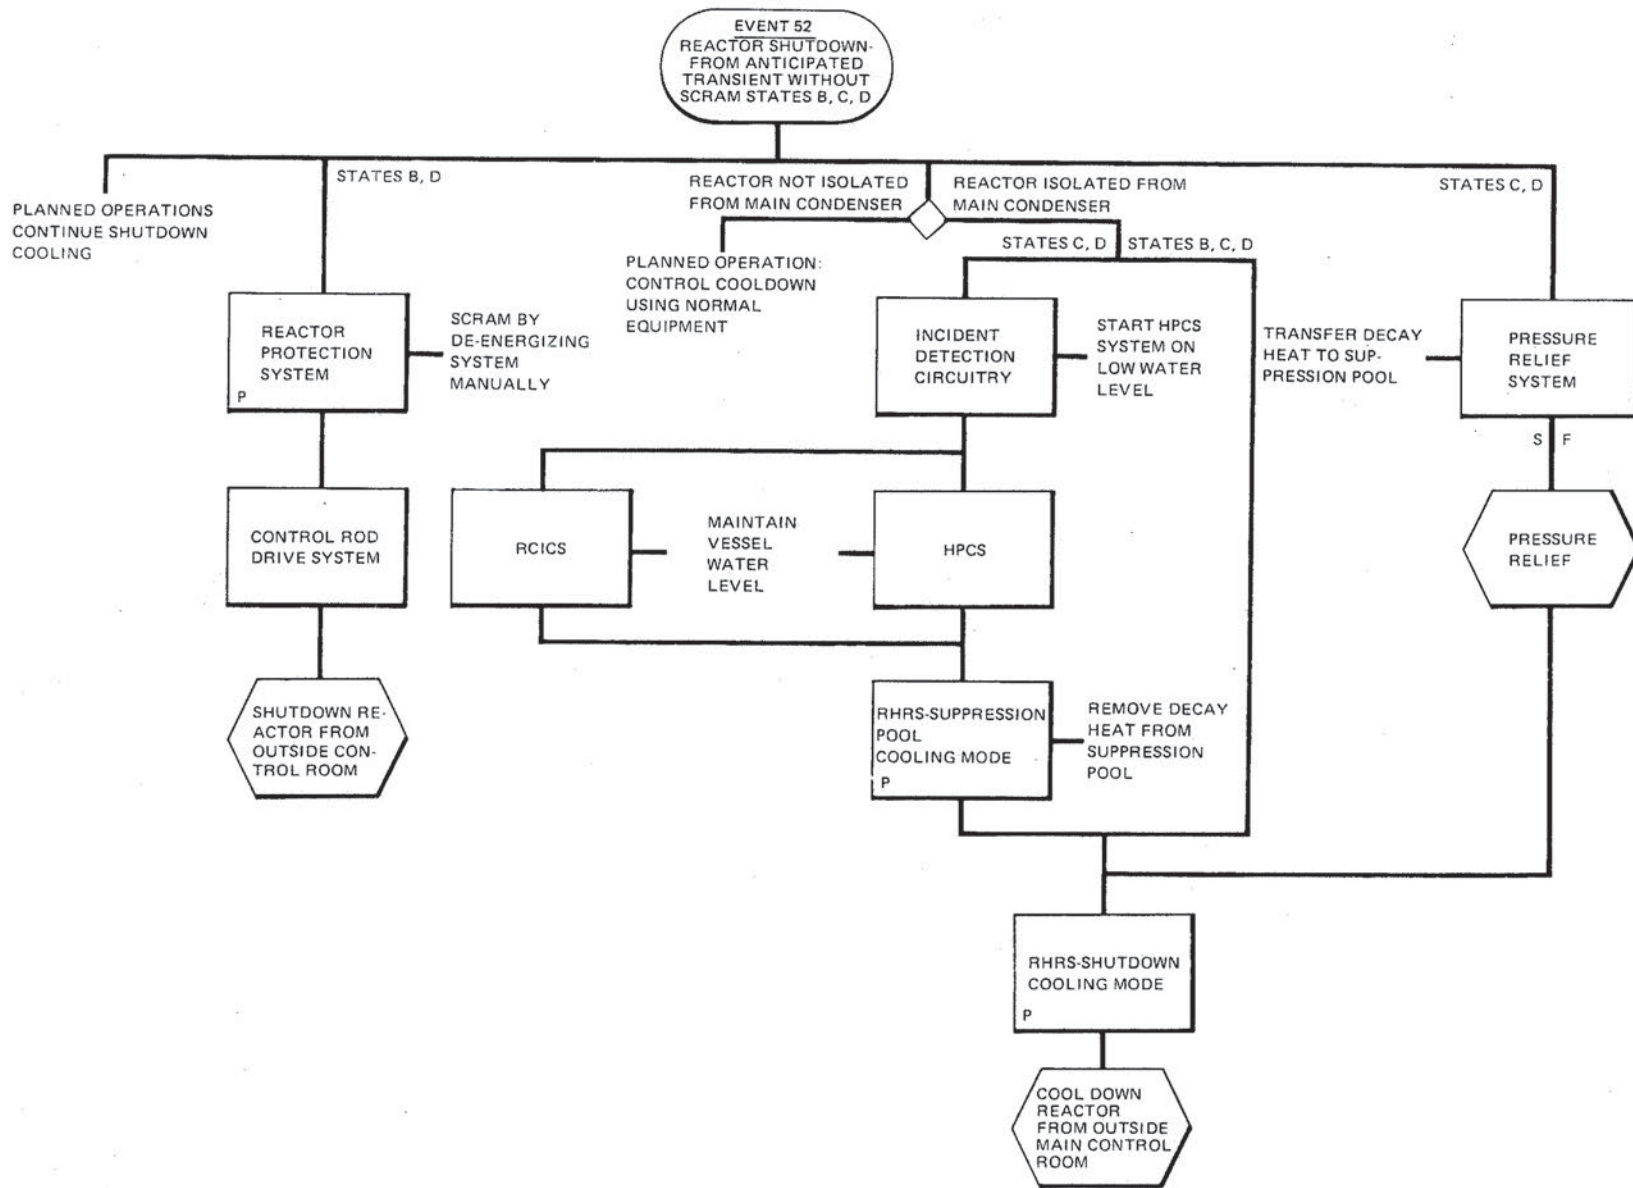 EVENT 52
REACTOR SHUTDOWN-
FROM ANTICIPATED
TRANSIENT WITHOUT
SCRAM STATES B, C, D
PLANNED OPERATIONS
CONTINUE SHUTDOWN
COOLING
STATES B, D
REACTOR NOT ISOLATED
FROM MAIN CONDENSER
REACTOR ISOLATED FROM
MAIN CONDENSER
STATES C, D
PLANNED OPERATION:
CONTROL COOLDOWN
USING NORMAL
EQUIPMENT
STATES C, D
STATES B, C, D
REACTOR
PROTECTION
SYSTEM
P
SCRAM BY
DE-ENERGIZING
SYSTEM
MANUALLY
INCIDENT
DETECTION
CIRCUITRY
START HPCS
SYSTEM ON
LOW WATER
LEVEL
TRANSFER DECAY
HEAT TO SUP-
PRESSION POOL
PRESSURE
RELIEF
SYSTEM
S F
CONTROL ROD
DRIVE SYSTEM
RCICS
MAINTAIN
VESSEL
WATER
LEVEL
HPCS
PRESSURE
RELIEF
SHUTDOWN RE-
ACTOR FROM
OUTSIDE CON-
TROL ROOM
RHRS-SUPPRESSION
POOL
COOLING MODE
P
REMOVE DECAY
HEAT FROM
SUPPRESSION
POOL
RHRS-SHUTDOWN
COOLING MODE
P
COOL DOWN
REACTOR
FROM OUTSIDE
MAIN CONTROL
ROOM